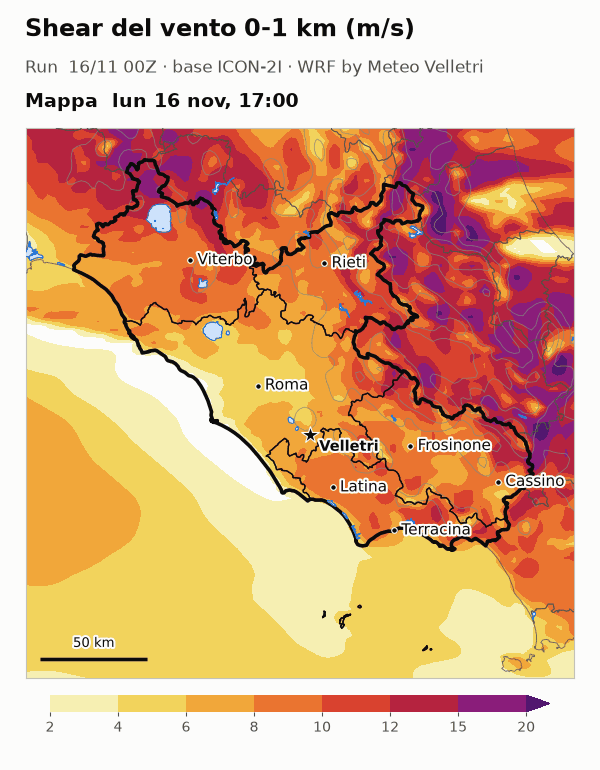 Shear del vento 0-1 km (m/s)
Run 16/11 00Z · base ICON-2I · WRF by Meteo Velletri
Mappa lun 16 nov, 17:00
Viterbo
Rieti
Roma
Velletri
Frosinone
Latina
Cassino
Terracina
50 km
2 4 6 8 10 12 15 20